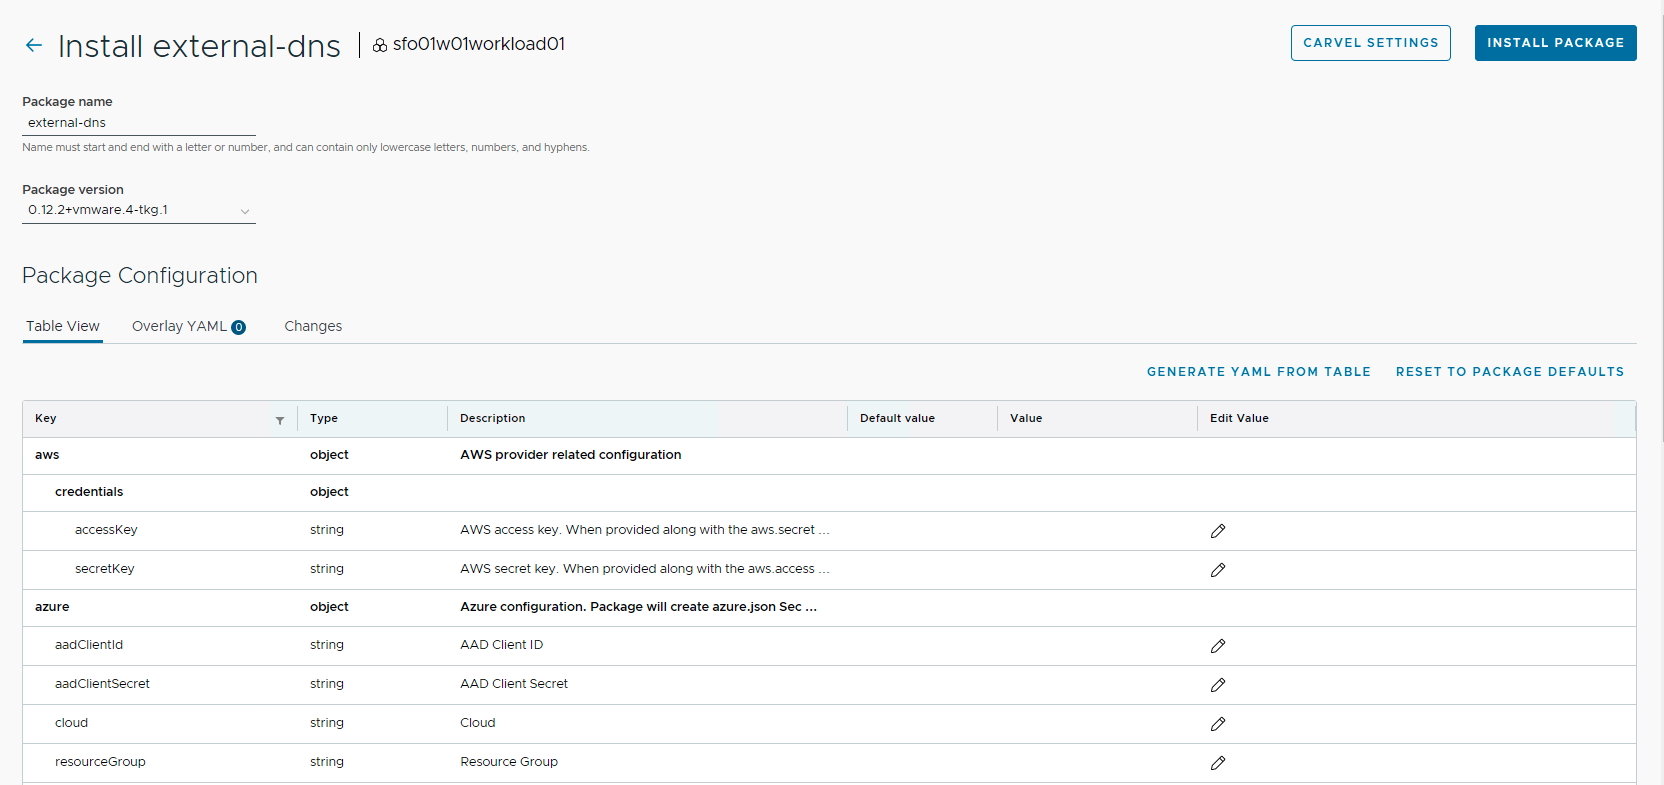 Install external-dns sfo01w01workload01 CARVEL SETTINGS INSTALL PACKAGE
Package name
external-dns
Name must start and end with a letter or number, and can contain only lowercase letters, numbers, and hyphens.
Package version
0.12.2+vmware.4-tkg.1
Package Configuration
Table View Overlay YAML 0 Changes
GENERATE YAML FROM TABLE RESET TO PACKAGE DEFAULTS
Key Type Description Default value Value Edit Value
aws object AWS provider related configuration
credentials object
accessKey string AWS access key. When provided along with the aws.secret ...
secretKey string AWS secret key. When provided along with the aws.access ...
azure object Azure configuration. Package will create azure.json Sec ...
aadClientId string AAD Client ID
aadClientSecret string AAD Client Secret
cloud string Cloud
resourceGroup string Resource Group